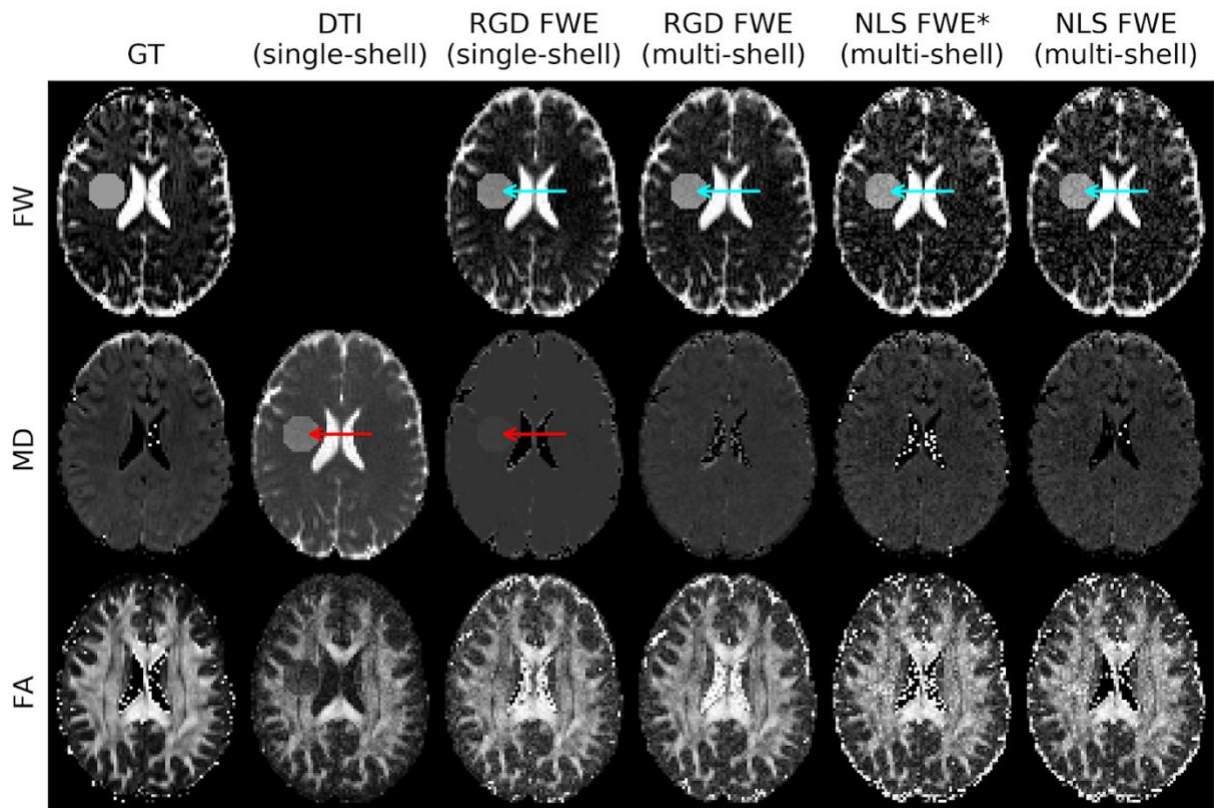 GT
DTI
(single-shell)
RGD FWE
(single-shell)
RGD FWE
(multi-shell)
NLS FWE*
(multi-shell)
NLS FWE
(multi-shell)
FW
MD
FA